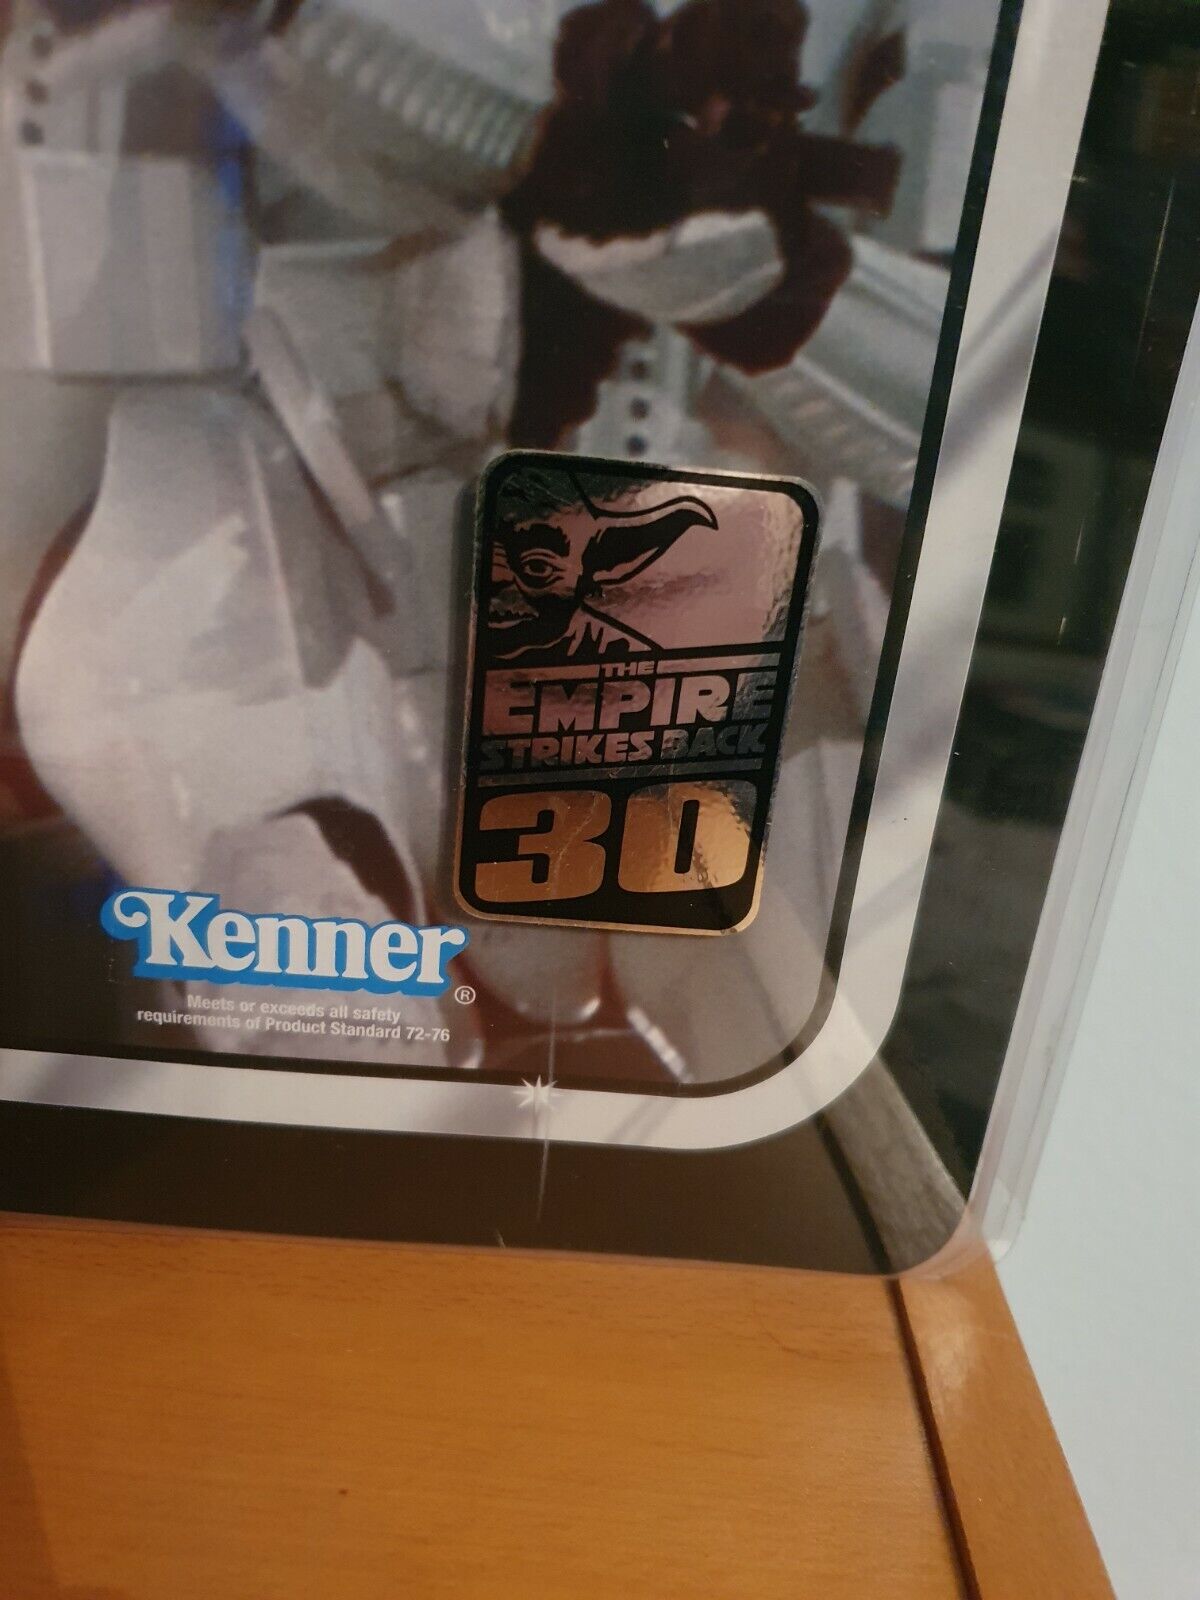 THE
EMPIRE
STRIKES BACK
30
Kenner®
Meets or exceeds all safety
requirements of Product Standard 72-76